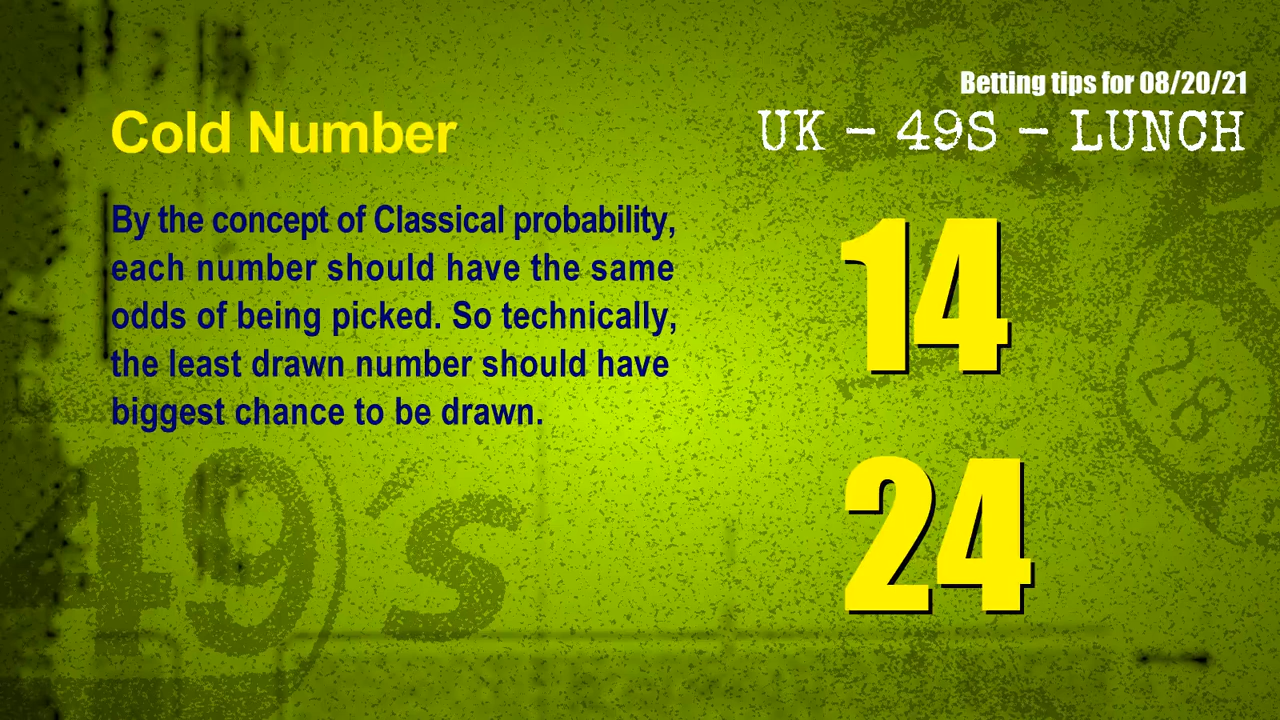 Betting tips for 08/20/21
UK - 49S - LUNCH
Cold Number
By the concept of Classical probability,
each number should have the same
odds of being picked. So technically,
the least drawn number should have
biggest chance to be drawn.
14
24
28
49's